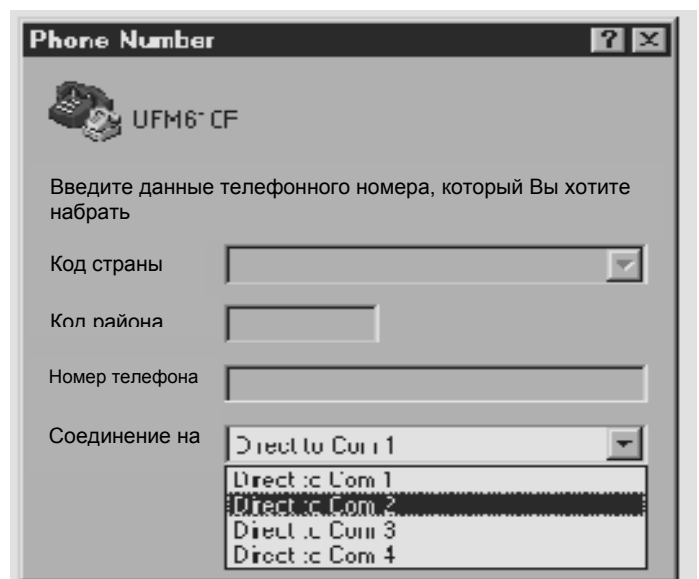 Phone Number
CF
Введите данные телефонного номера, который Вы хотите
набрать
Код страны
Код района
Номер телефона
Соединение на
Direct to Com 1
Direct to Com 1
Direct to Com 2
Direct to Com 3
Direct to Com 4